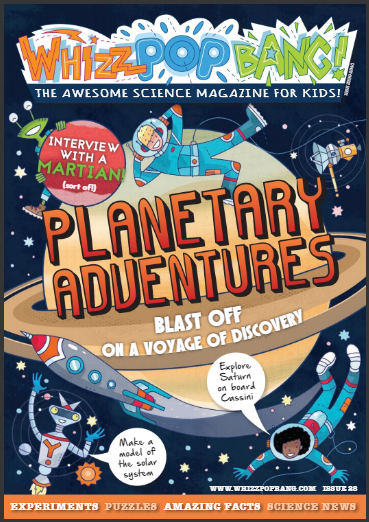 WHIZZ POP BANG!
THE AWESOME SCIENCE MAGAZINE FOR KIDS!
INTERVIEW
WITH A
MARTIAN!
(sort of!)
PLANETARY
ADVENTURES
BLAST OFF
ON A VOYAGE OF DISCOVERY
Explore
Saturn
on board
Cassini
Make a
model of
the solar
system
WWW.WHIZZPOPBANG.COM ISSUE 28
EXPERIMENTS PUZZLES AMAZING FACTS SCIENCE NEWS